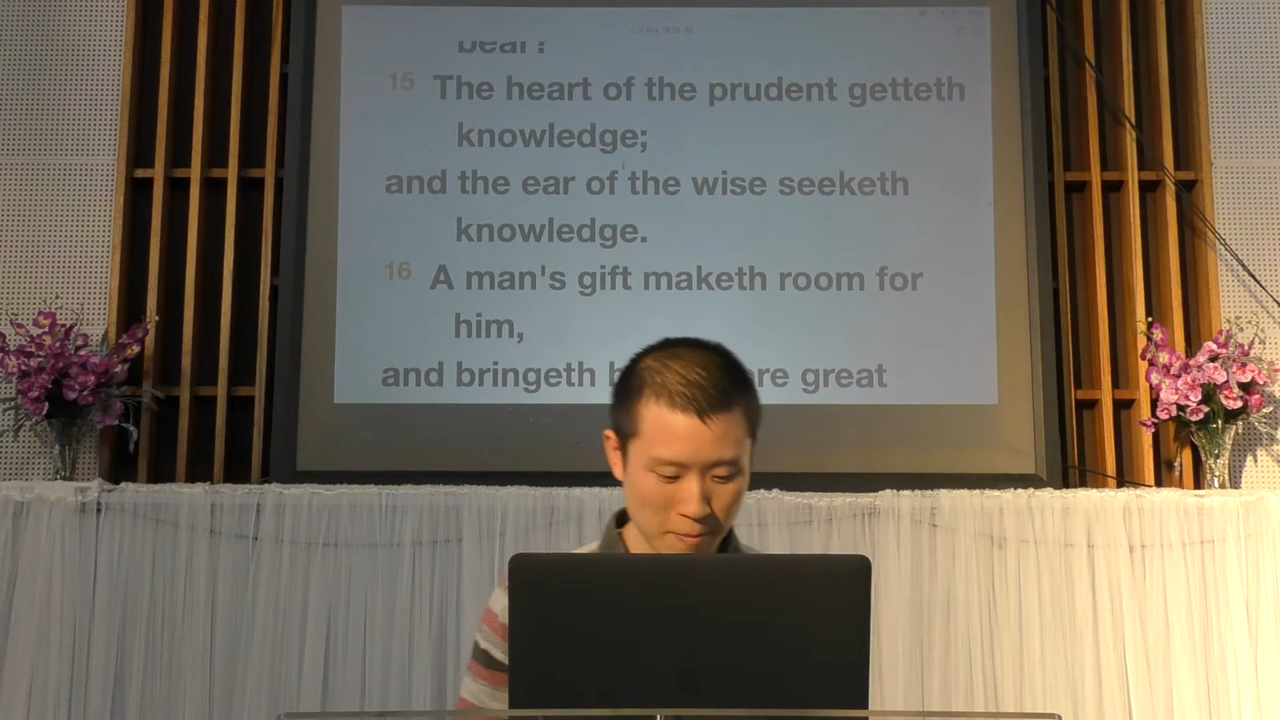 bear?
15 The heart of the prudent getteth
knowledge;
and the ear of the wise seeketh
knowledge.
16 A man's gift maketh room for
him,
and bringeth great